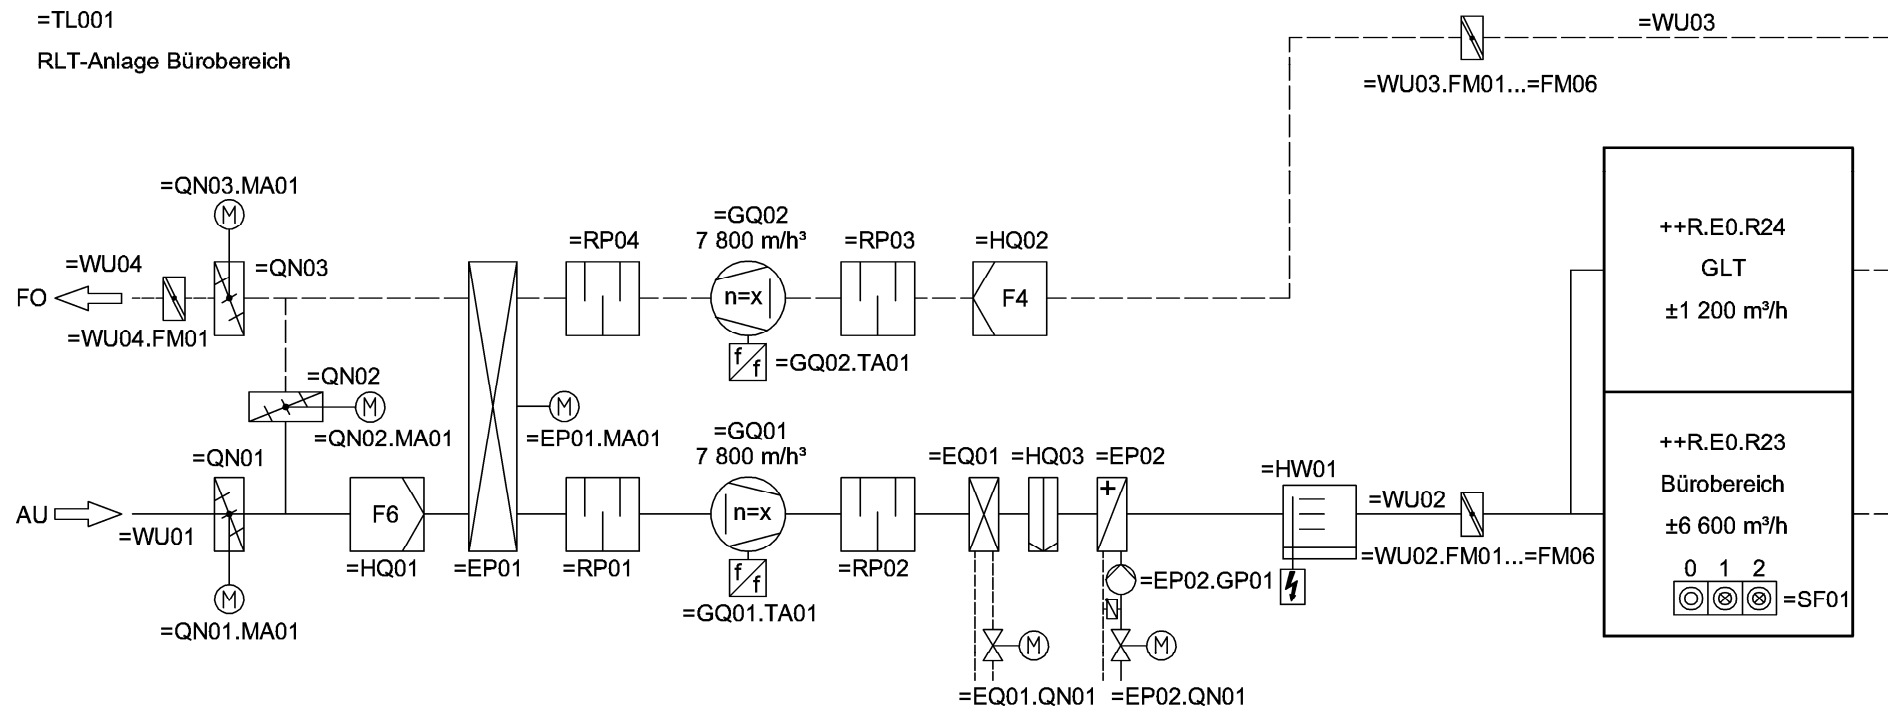 =TL001
RLT-Anlage Bürobereich
=WU03
=WU03.FM01...=FM06
=QN03.MA01
M
=WU04
=QN03
FO
=WU04.FM01
=RP04
=GQ02
7 800 m/h³
n=x
f
f
=GQ02.TA01
=RP03
=HQ02
F4
++R.E0.R24
GLT
±1 200 m³/h
=QN02
M
=QN02.MA01
M
=EP01.MA01
=QN01
AU
=WU01
M
=QN01.MA01
F6
=HQ01
=EP01
=RP01
=GQ01
7 800 m/h³
n=x
f
f
=GQ01.TA01
=RP02
=EQ01
=HQ03
=EP02
+
=EP02.GP01
M
=EQ01.QN01
M
=EP02.QN01
=HW01
=WU02
=WU02.FM01...=FM06
++R.E0.R23
Bürobereich
±6 600 m³/h
0 1 2
=SF01